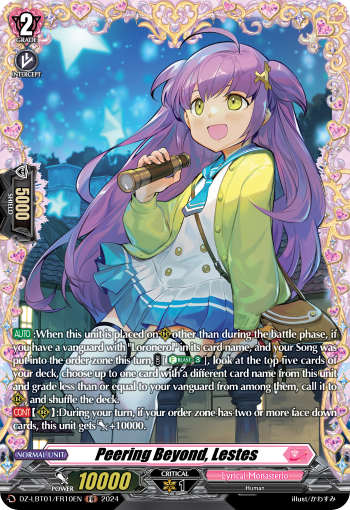 2
GRADE
INTERCEPT
5000
SHIELD
AUTO :When this unit is placed on R other than during the battle phase, if
you have a vanguard with "Loronerol" in its card name, and your Song was
put into the order zone this turn,
look at the top five cards of
your deck, choose up to one card with a different card name from this unit
and grade less than or equal to your vanguard from among them, call it to
R and shuffle the deck.
CONT R :During your turn, if your order zone has two or more face down
cards, this unit gets +10000.
NORMAL UNIT
Peering Beyond, Lestes
Lyrical Monasterio
POWER 10000
CRITICAL
1
Human
D DZ-LBT01/FR10EN FR 2024
illust/かわすみ